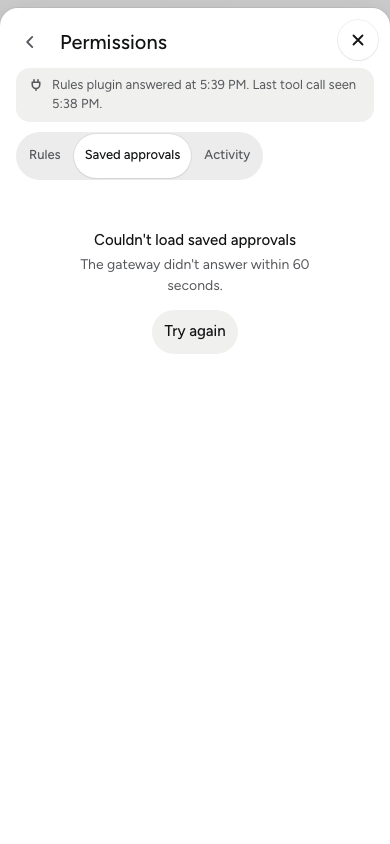 Permissions
Rules plugin answered at 5:39 PM. Last tool call seen
5:38 PM.
Rules
Saved approvals
Activity
Couldn't load saved approvals
The gateway didn't answer within 60
seconds.
Try again